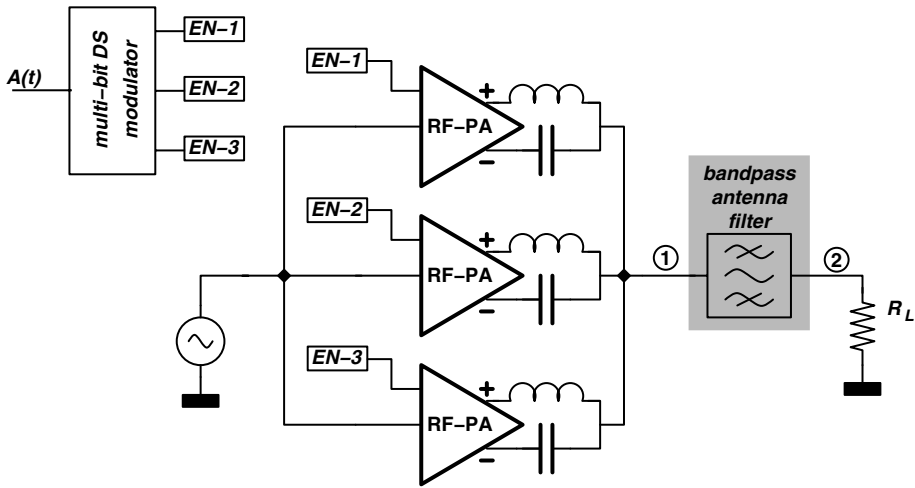 A(t)
multi-bit DS
modulator
EN-1
EN-2
EN-3
EN-1
+
RF-PA
-
EN-2
+
RF-PA
-
EN-3
+
RF-PA
-
bandpass
antenna
filter
1
2
R L